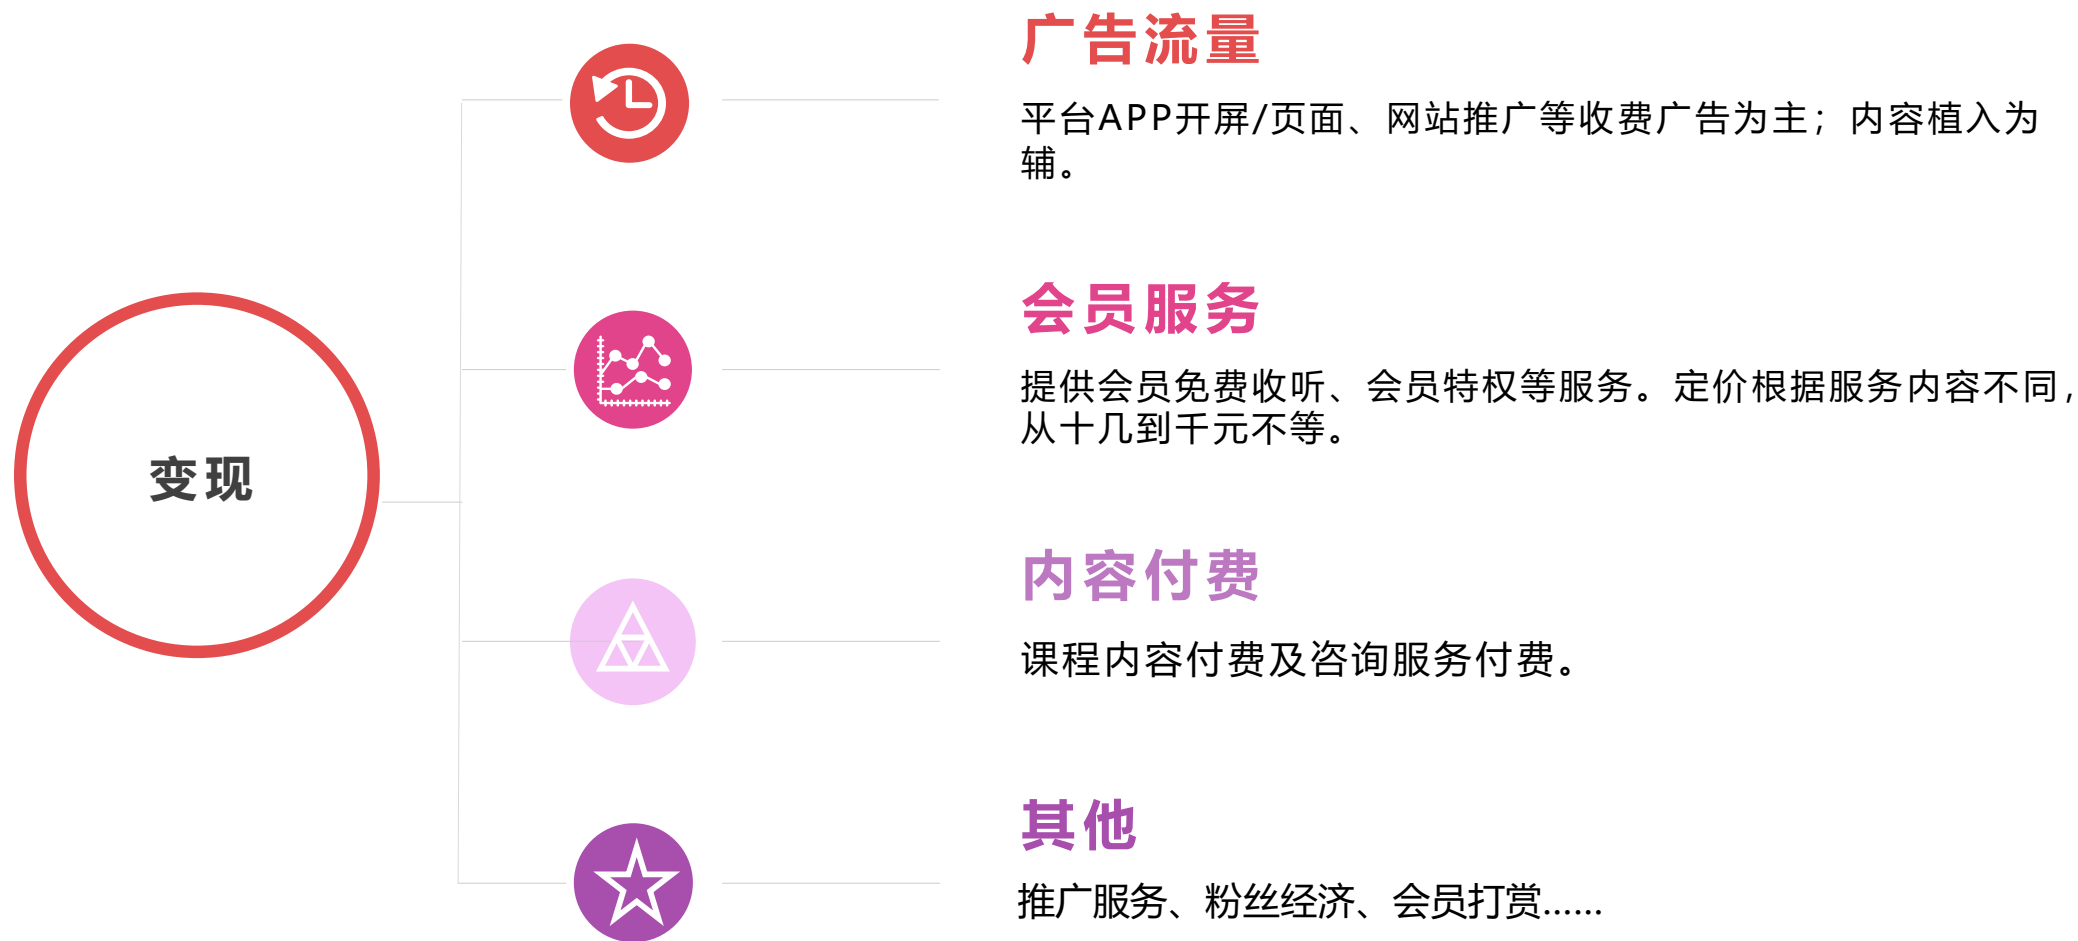 变现
广告流量
平台APP开屏/页面、网站推广等收费广告为主；内容植入为
辅。
会员服务
提供会员免费收听、会员特权等服务。定价根据服务内容不同，
从十几到千元不等。
内容付费
课程内容付费及咨询服务付费。
其他
推广服务、粉丝经济、会员打赏......